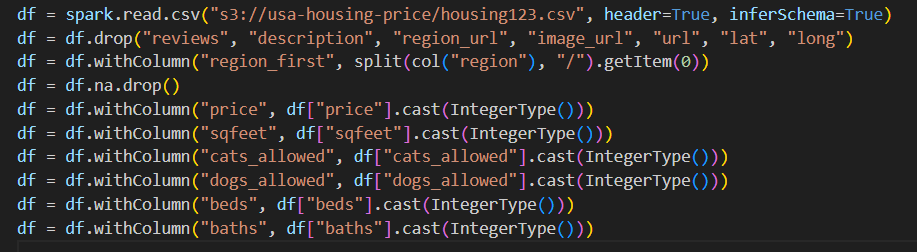 df = spark.read.csv("s3://usa-housing-price/housing123.csv", header=True, inferSchema=True)
df = df.drop("reviews", "description", "region_url", "image_url", "url", "lat", "long")
df = df.withColumn("region_first", split(col("region"), "/").getItem(0))
df = df.na.drop()
df = df.withColumn("price", df["price"].cast(IntegerType()))
df = df.withColumn("sqfeet", df["sqfeet"].cast(IntegerType()))
df = df.withColumn("cats_allowed", df["cats_allowed"].cast(IntegerType()))
df = df.withColumn("dogs_allowed", df["dogs_allowed"].cast(IntegerType()))
df = df.withColumn("beds", df["beds"].cast(IntegerType()))
df = df.withColumn("baths", df["baths"].cast(IntegerType()))